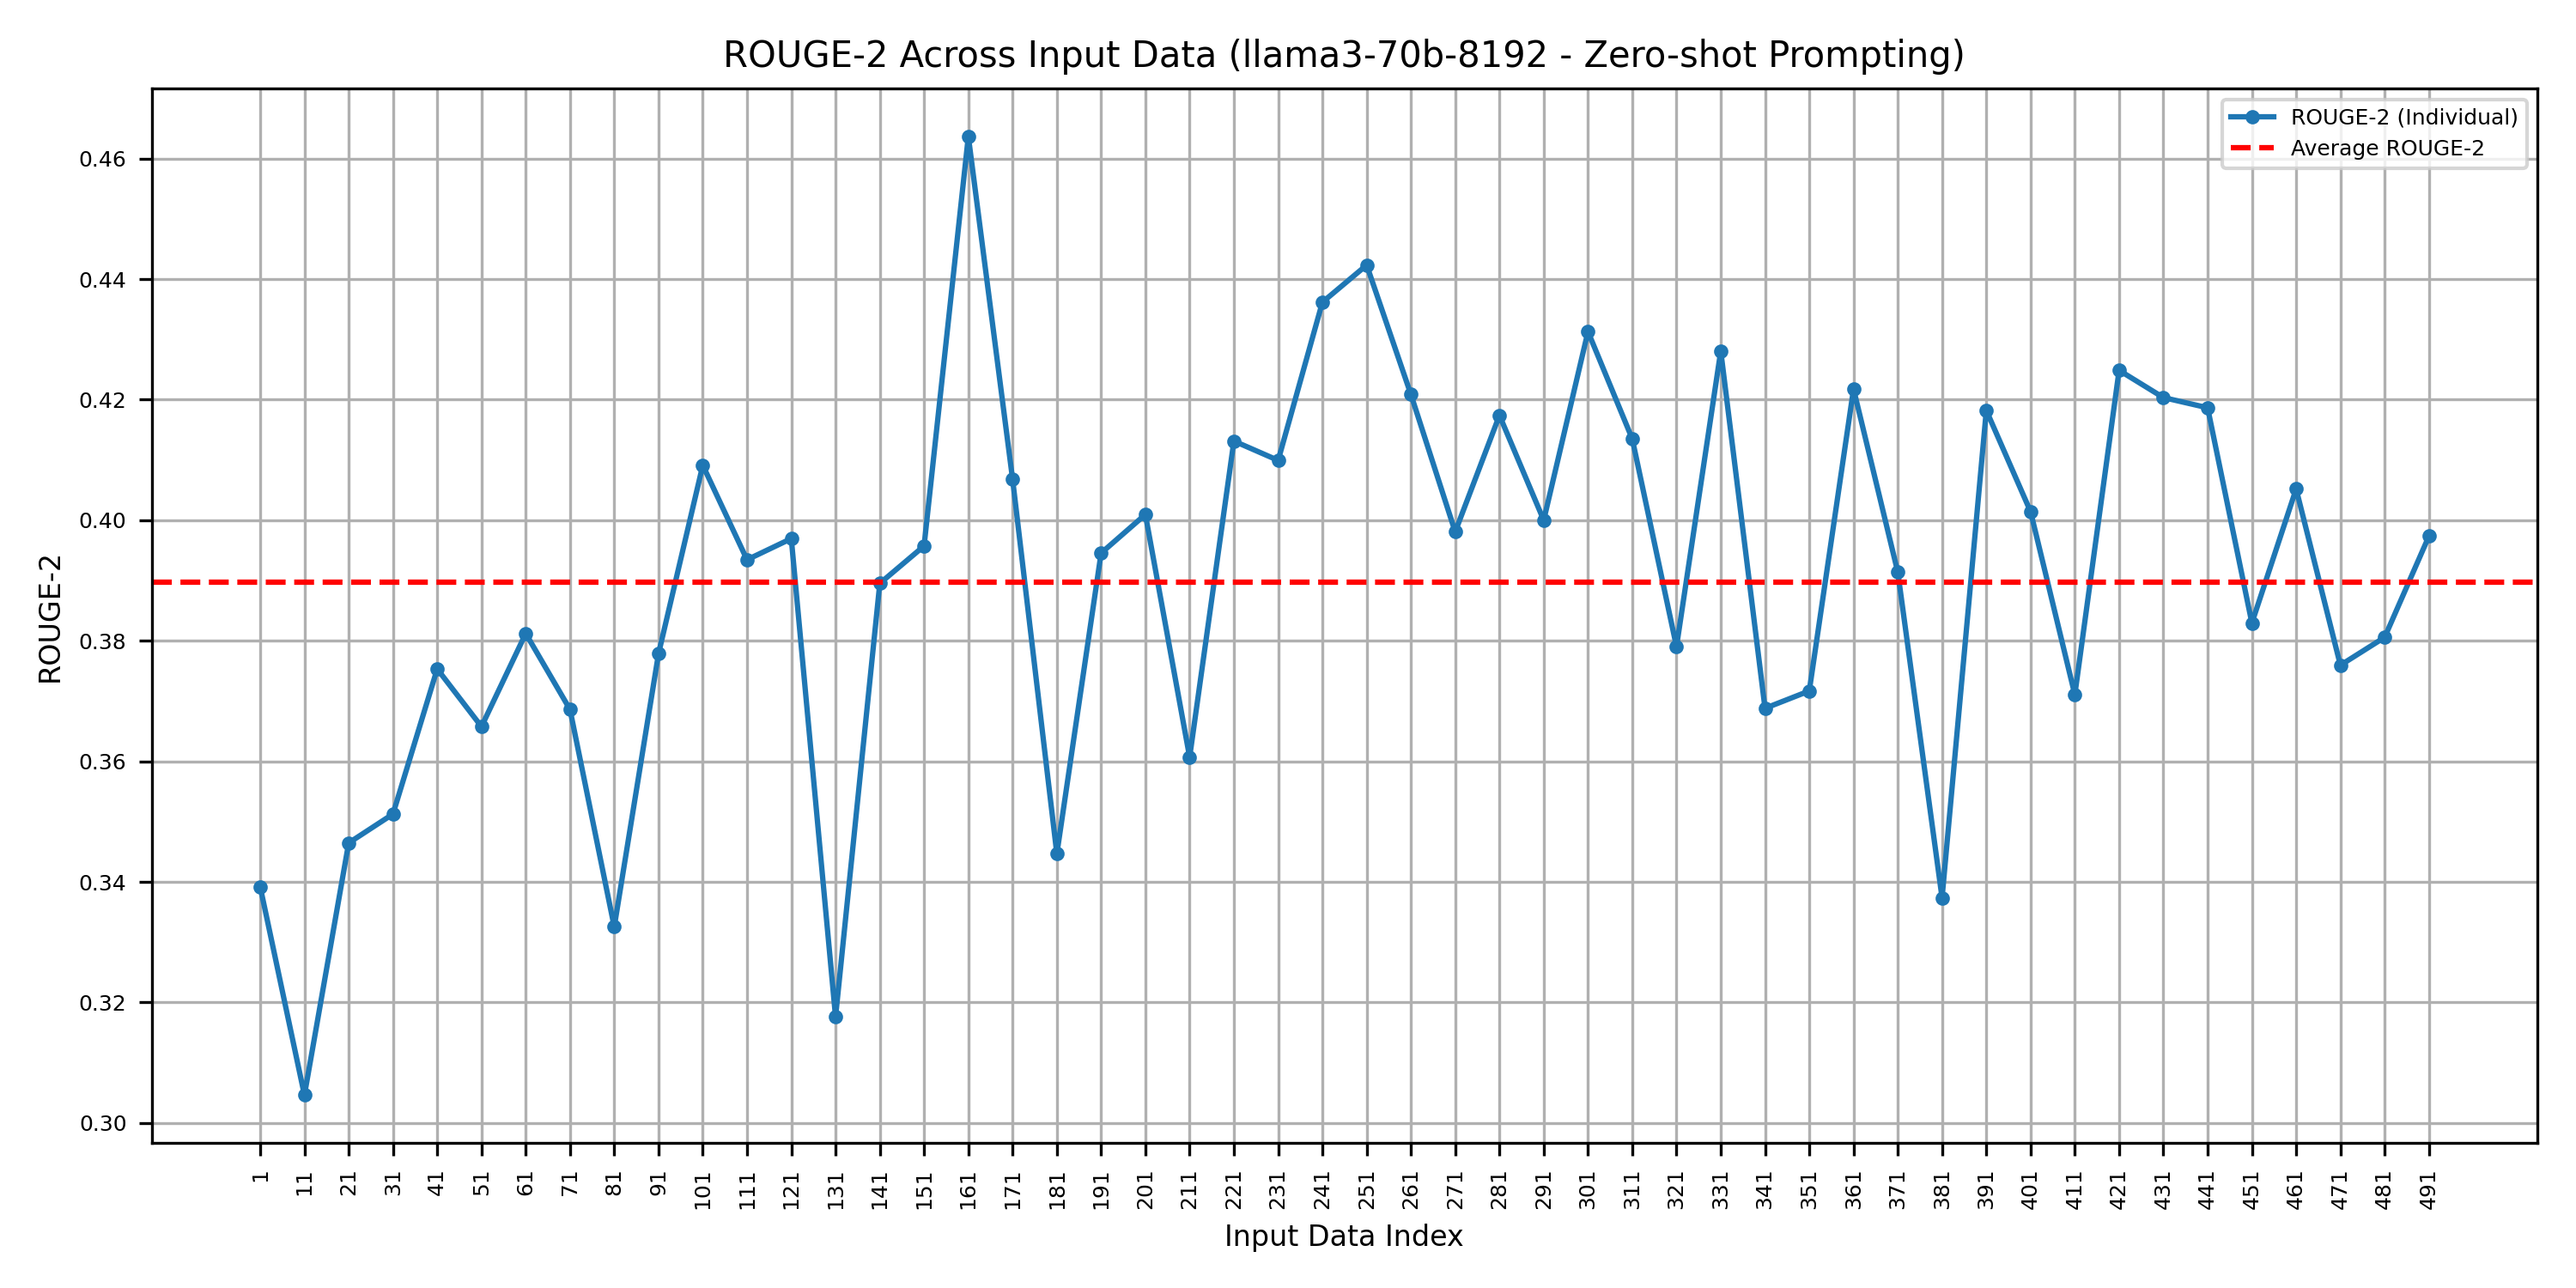 ROUGE-2 Across Input Data (llama3-70b-8192 - Zero-shot Prompting)
ROUGE-2 (Individual)
Average ROUGE-2
0.46
0.44
0.42
0.40
0.38
0.36
0.34
0.32
0.30
ROUGE-2
1 11 21 31 41 51 61 71 81 91 101 111 121 131 141 151 161 171 181 191 201 211 221 231 241 251 261 271 281 291 301 311 321 331 341 351 361 371 381 391 401 411 421 431 441 451 461 471 481 491
Input Data Index